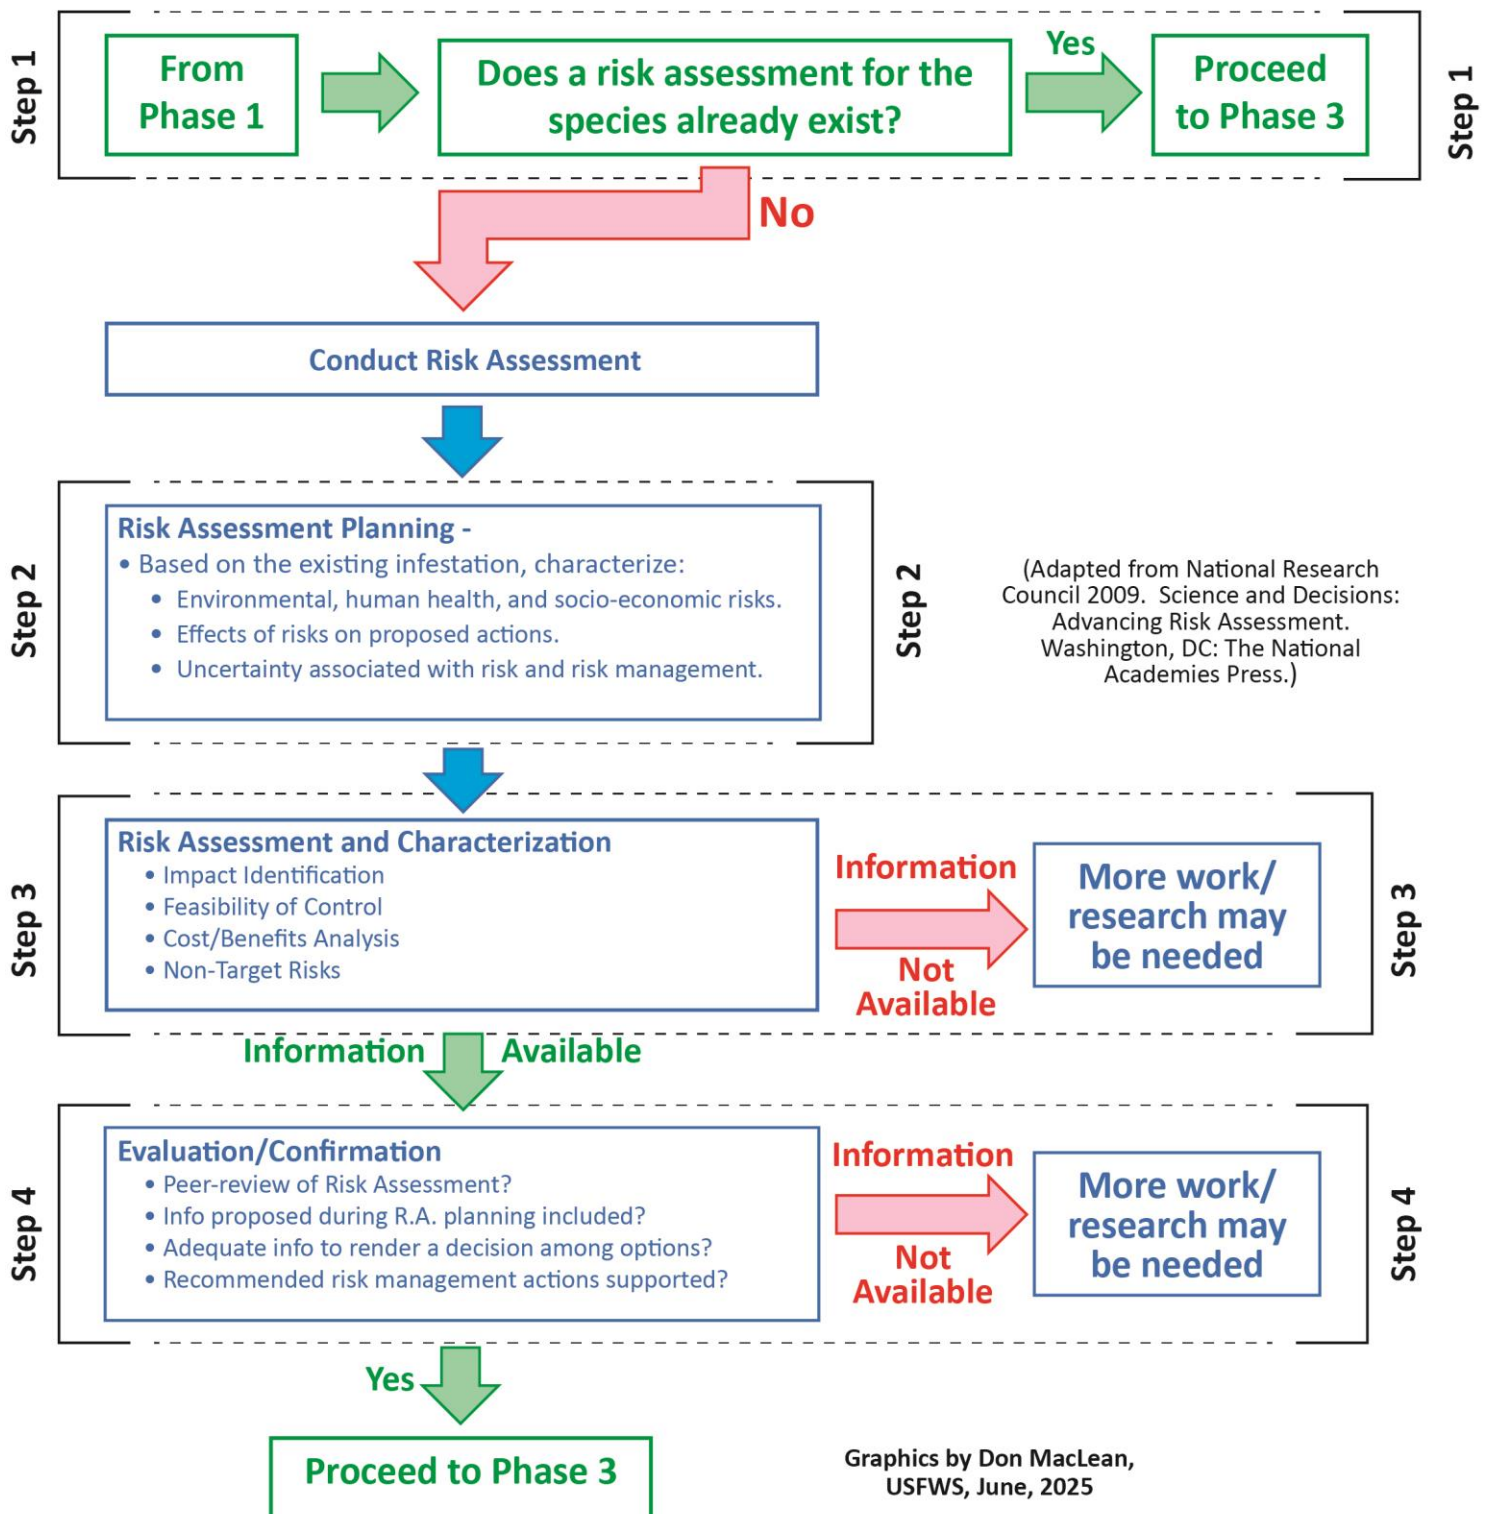 Step 1
From
Phase 1
Does a risk assessment for the
species already exist?
Yes
Proceed
to Phase 3
Step 1
No
Conduct Risk Assessment
Step 2
Risk Assessment Planning -
• Based on the existing infestation, characterize:
• Environmental, human health, and socio-economic risks.
• Effects of risks on proposed actions.
• Uncertainty associated with risk and risk management.
Step 2
(Adapted from National Research
Council 2009.  Science and Decisions:
Advancing Risk Assessment.
Washington, DC: The National
Academies Press.)
Step 3
Risk Assessment and Characterization
• Impact Identification
• Feasibility of Control
• Cost/Benefits Analysis
• Non-Target Risks
Information
Not
Available
More work/
research may
be needed
Step 3
Information Available
Step 4
Evaluation/Confirmation
• Peer-review of Risk Assessment?
• Info proposed during R.A. planning included?
• Adequate info to render a decision among options?
• Recommended risk management actions supported?
Information
Not
Available
More work/
research may
be needed
Step 4
Yes
Proceed to Phase 3
Graphics by Don MacLean,
USFWS, June, 2025